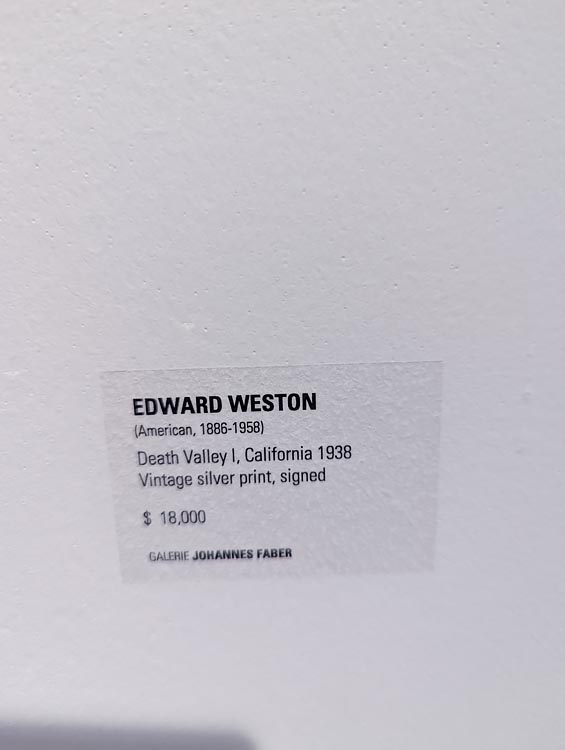 EDWARD WESTON
(American, 1886-1958)
Death Valley I, California 1938
Vintage silver print, signed
$ 18,000
GALERIE JOHANNES FABER